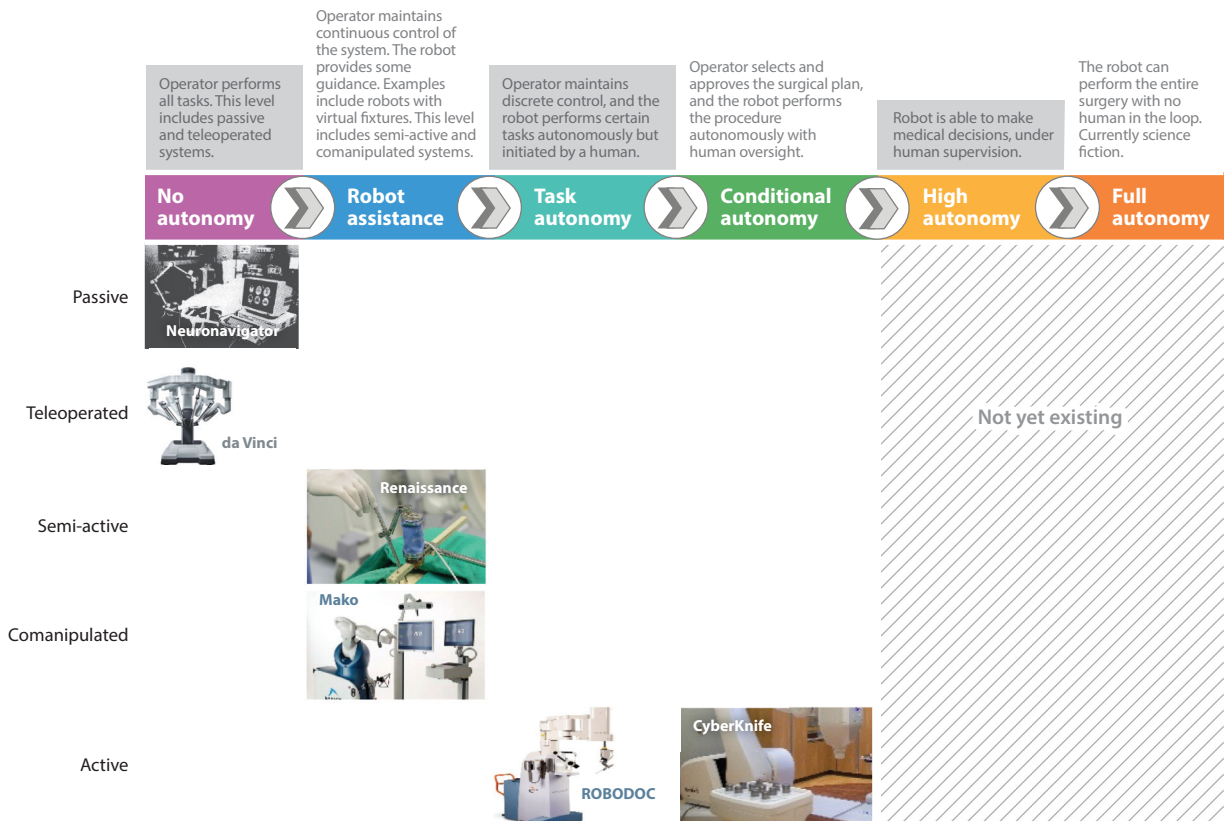 Operator performs
all tasks. This level
includes passive
and teleoperated
systems.
Operator maintains
continuous control of
the system. The robot
provides some
guidance. Examples
include robots with
virtual fixtures. This level
includes semi-active and
comanipulated systems.
Operator maintains
discrete control, and the
robot performs certain
tasks autonomously but
initiated by a human.
Operator selects and
approves the surgical plan,
and the robot performs
the procedure
autonomously with
human oversight.
Robot is able to make
medical decisions, under
human supervision.
The robot can
perform the entire
surgery with no
human in the loop.
Currently science
fiction.
No
autonomy
Robot
assistance
Task
autonomy
Conditional
autonomy
High
autonomy
Full
autonomy
Passive
Neuronavigator
Teleoperated
da Vinci
Not yet existing
Semi-active
Renaissance
Comanipulated
Mako
Active
ROBODOC
CyberKnife